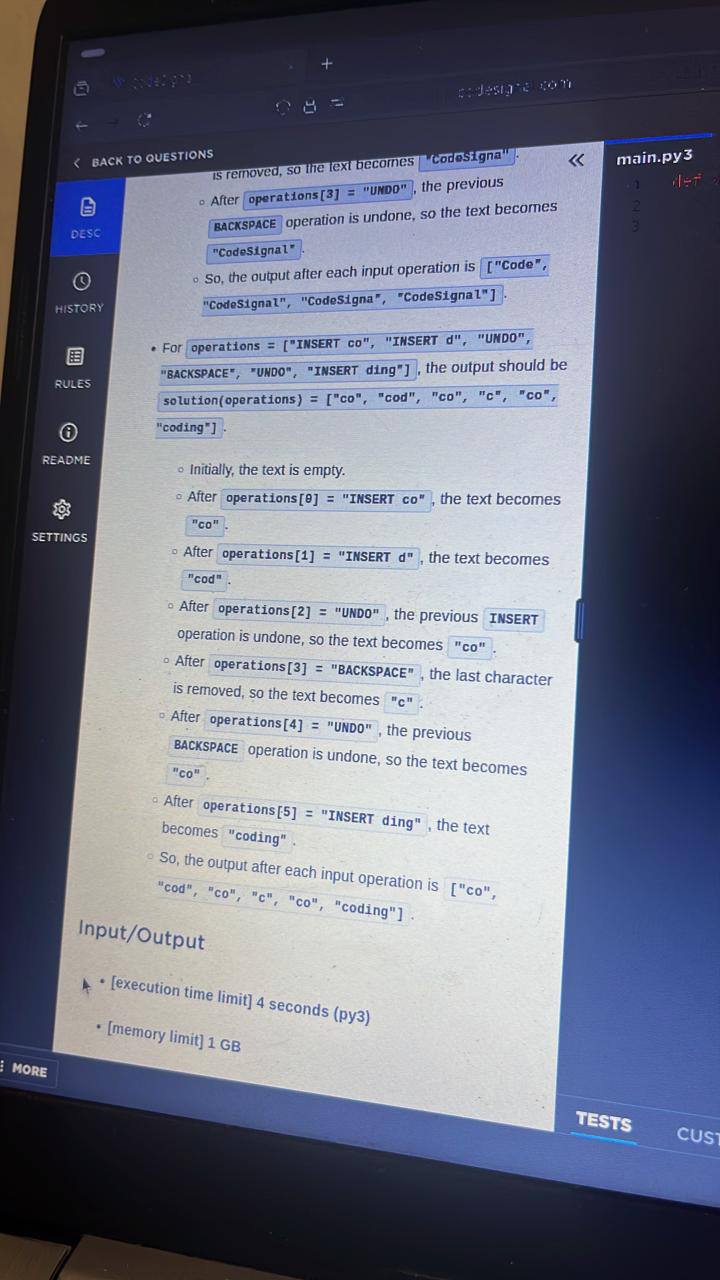 codesignal.com
BACK TO QUESTIONS
main.py3
DESC
HISTORY
RULES
README
SETTINGS
1 def
2
3
is removed, so the text becomes "CodeSigna".
After operations[3] = "UNDO", the previous
BACKSPACE operation is undone, so the text becomes
"CodeSignal".
So, the output after each input operation is ["Code",
"CodeSignal", "CodeSigna", "CodeSignal"].
• For operations = ["INSERT co", "INSERT d", "UNDO",
"BACKSPACE", "UNDO", "INSERT ding"], the output should be
solution(operations) = ["co", "cod", "co", "c", "co",
"coding"].
Initially, the text is empty.
After operations[0] = "INSERT co", the text becomes
"co".
After operations[1] = "INSERT d", the text becomes
"cod".
After operations[2] = "UNDO", the previous INSERT
operation is undone, so the text becomes "co".
After operations[3] = "BACKSPACE", the last character
is removed, so the text becomes "c".
After operations[4] = "UNDO", the previous
BACKSPACE operation is undone, so the text becomes
"co".
After operations[5] = "INSERT ding", the text
becomes "coding".
So, the output after each input operation is ["co",
"cod", "co", "c", "co", "coding"].
Input/Output
• [execution time limit] 4 seconds (py3)
• [memory limit] 1 GB
MORE
TESTS
CUST